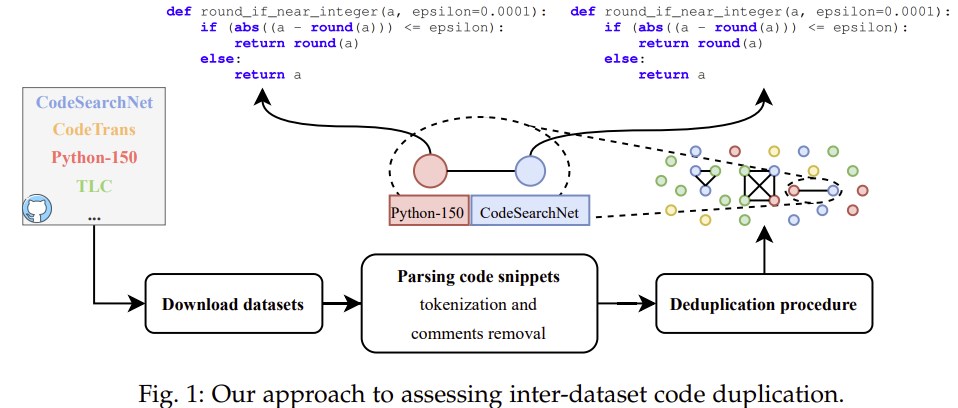 def round_if_near_integer(a, epsilon=0.0001):
if (abs((a - round(a))) <= epsilon):
return round(a)
else:
return a
def round_if_near_integer(a, epsilon=0.0001):
if (abs((a - round(a))) <= epsilon):
return round(a)
else:
return a
CodeSearchNet
CodeTrans
Python-150
TLC
...
Python-150
CodeSearchNet
Download datasets
Parsing code snippets
tokenization and
comments removal
Deduplication procedure
Fig. 1: Our approach to assessing inter-dataset code duplication.